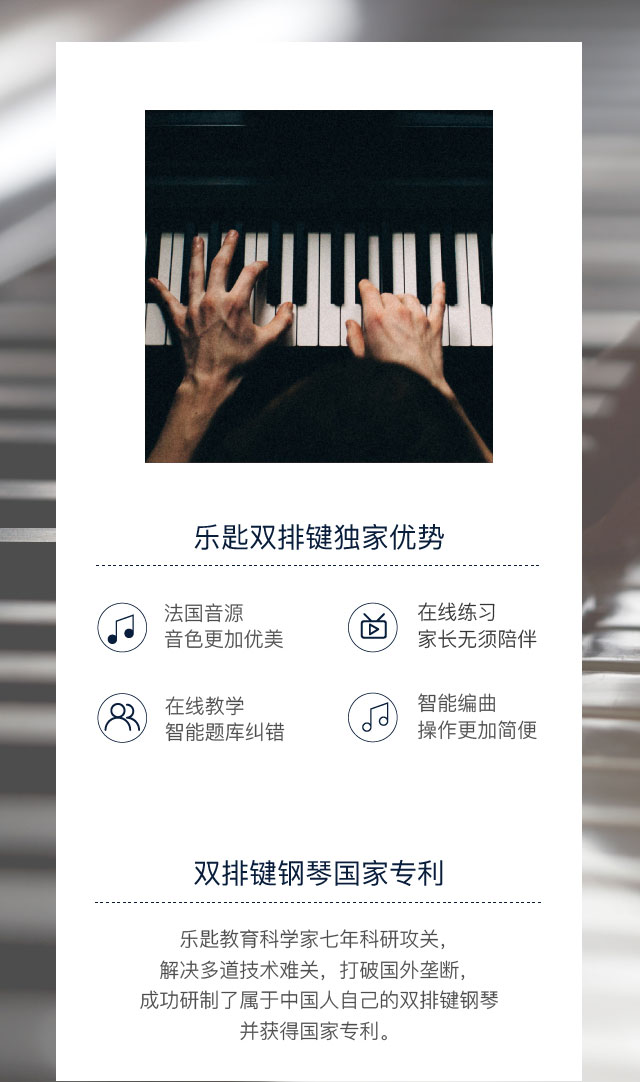 乐匙双排键独家优势
法国音源
音色更加优美
在线练习
家长无须陪伴
在线教学
智能题库纠错
智能编曲
操作更加简便
双排键钢琴国家专利
乐匙教育科学家七年科研攻关，
解决多道技术难关，打破国外垄断，
成功研制了属于中国人自己的双排键钢琴
并获得国家专利。